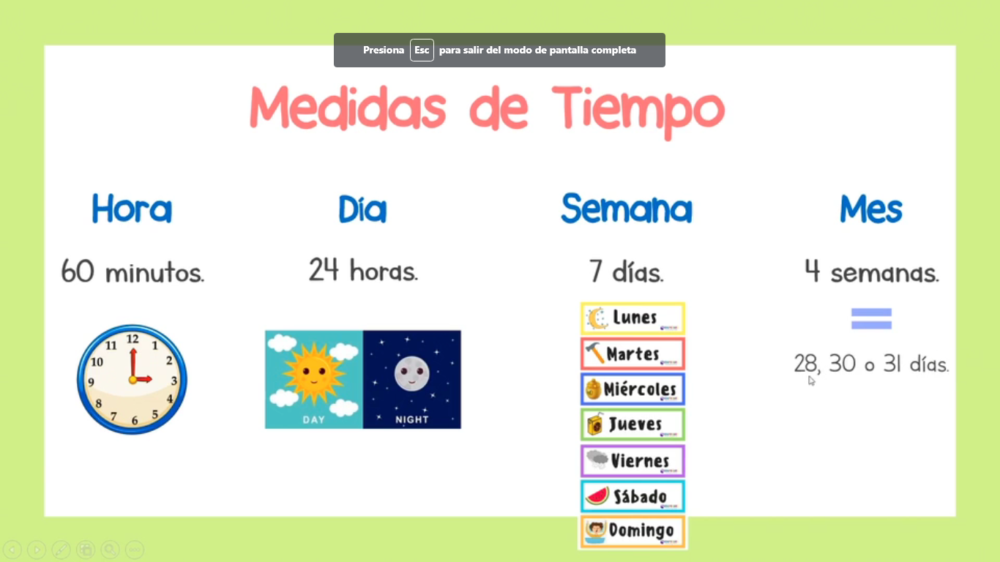 Presiona Esc para salir del modo de pantalla completa
Medidas de Tiempo
Hora
60 minutos.
12
1
2
3
4
5
6
7
8
9
10
11
Día
24 horas.
DAY
NIGHT
Semana
7 días.
Lunes
Martes
Miércoles
Jueves
Viernes
Sábado
Domingo
Mes
4 semanas.
=
28, 30 o 31 días.